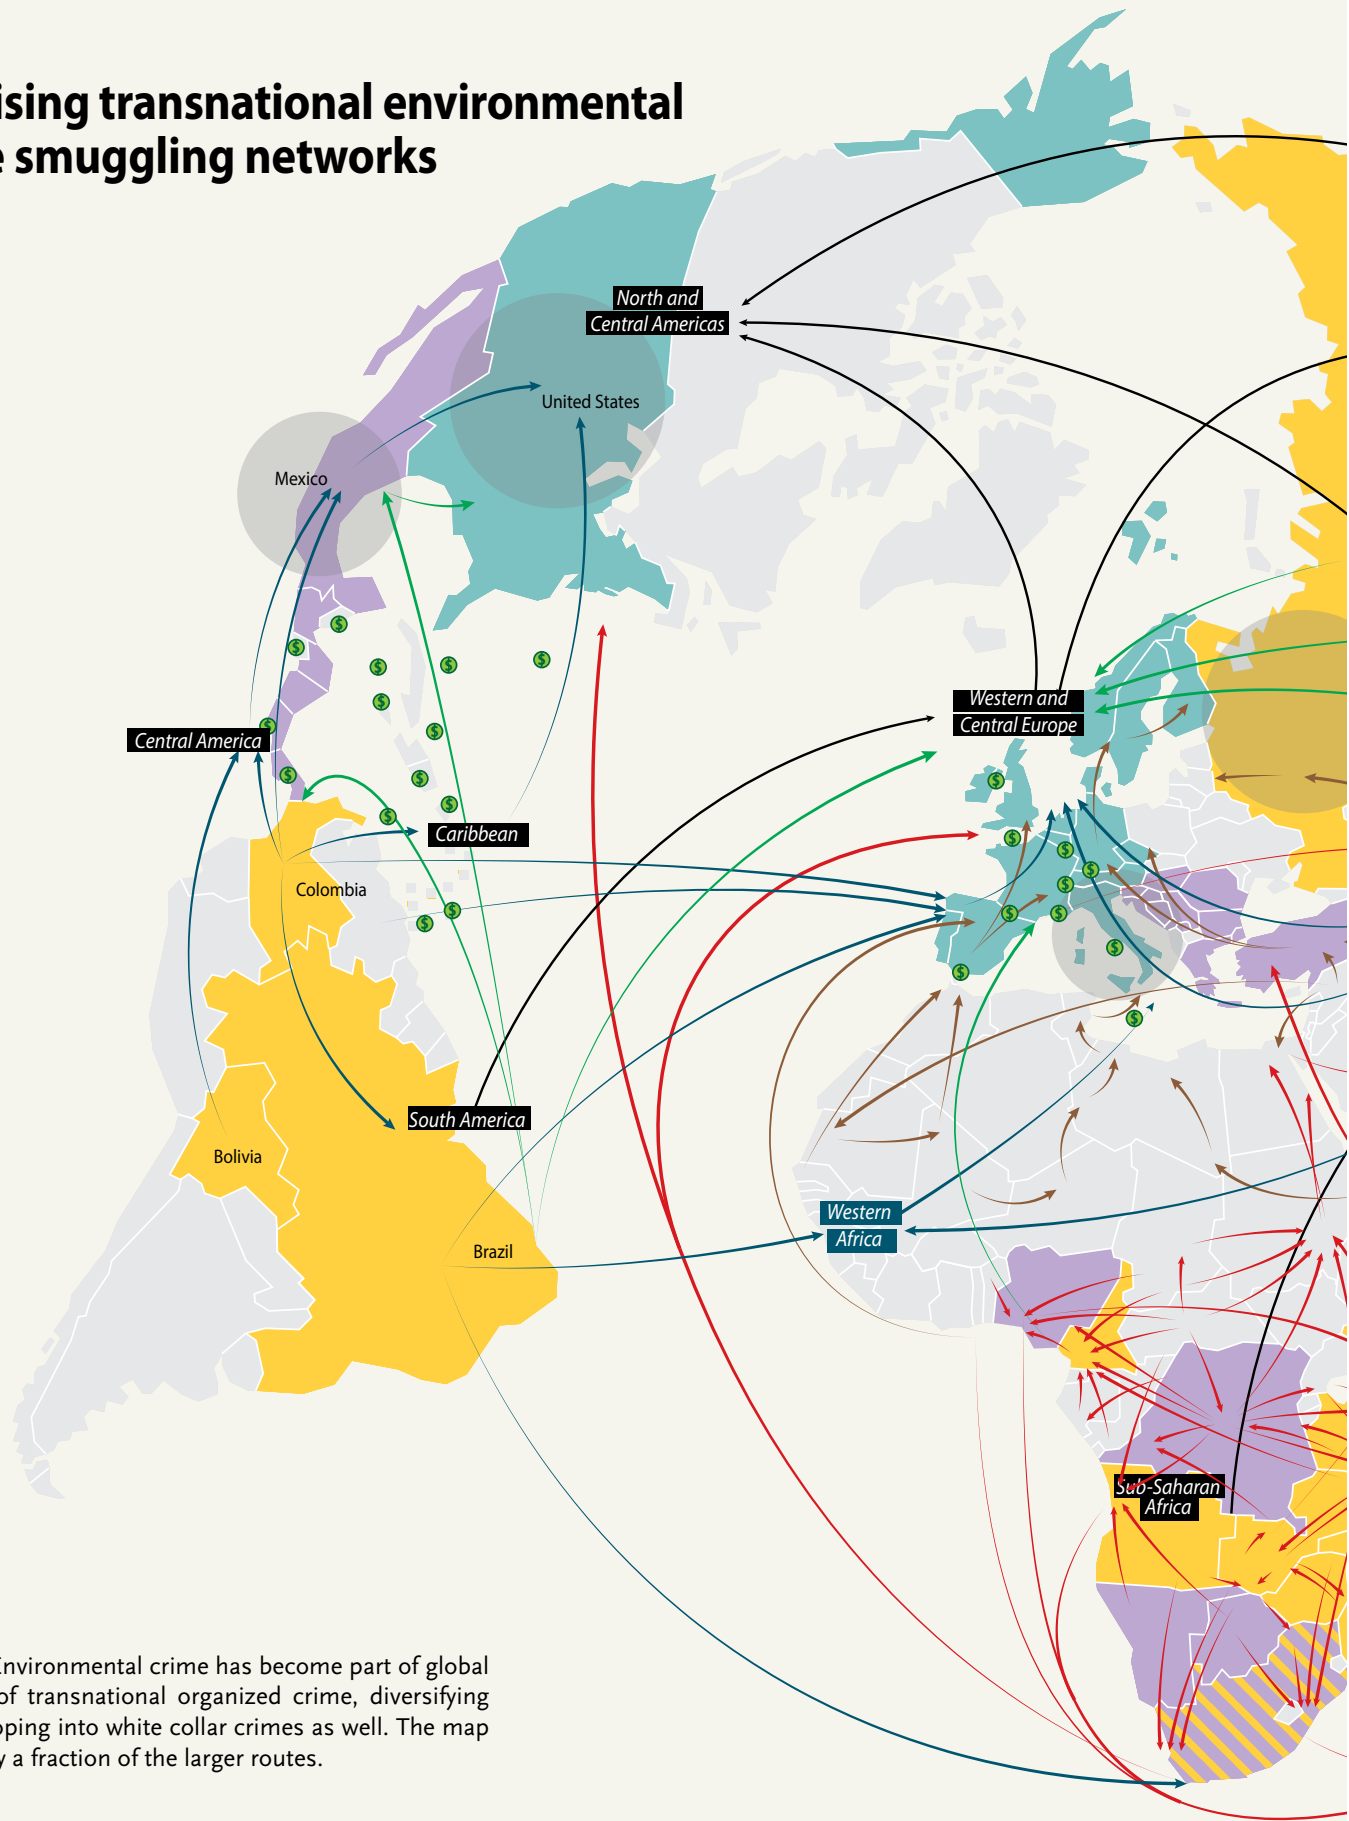 ising transnational environmental
e smuggling networks
North and
Central Americas
United States
Mexico
Western and
Central Europe
Central America
Caribbean
Colombia
South America
Bolivia
Western
Africa
Brazil
Sub-Saharan
Africa
Environmental crime has become part of global
of transnational organized crime, diversifying
oping into white collar crimes as well. The map
y a fraction of the larger routes.